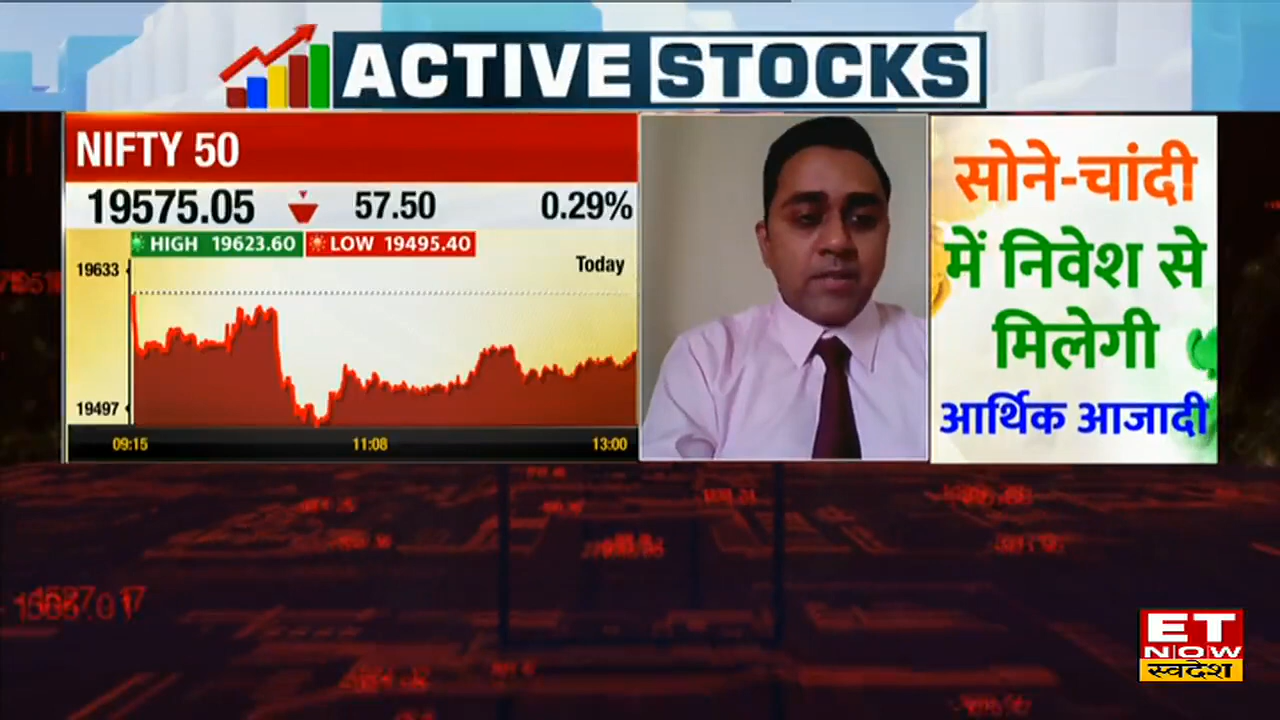 ACTIVE STOCKS
NIFTY 50
19575.05 57.50 0.29%
HIGH 19623.60 LOW 19495.40
Today
19633
19497
09:15 11:08 13:00
सोने-चांदी
में निवेश से
मिलेगी
आर्थिक आजादी
ET
NOW
स्वदेश